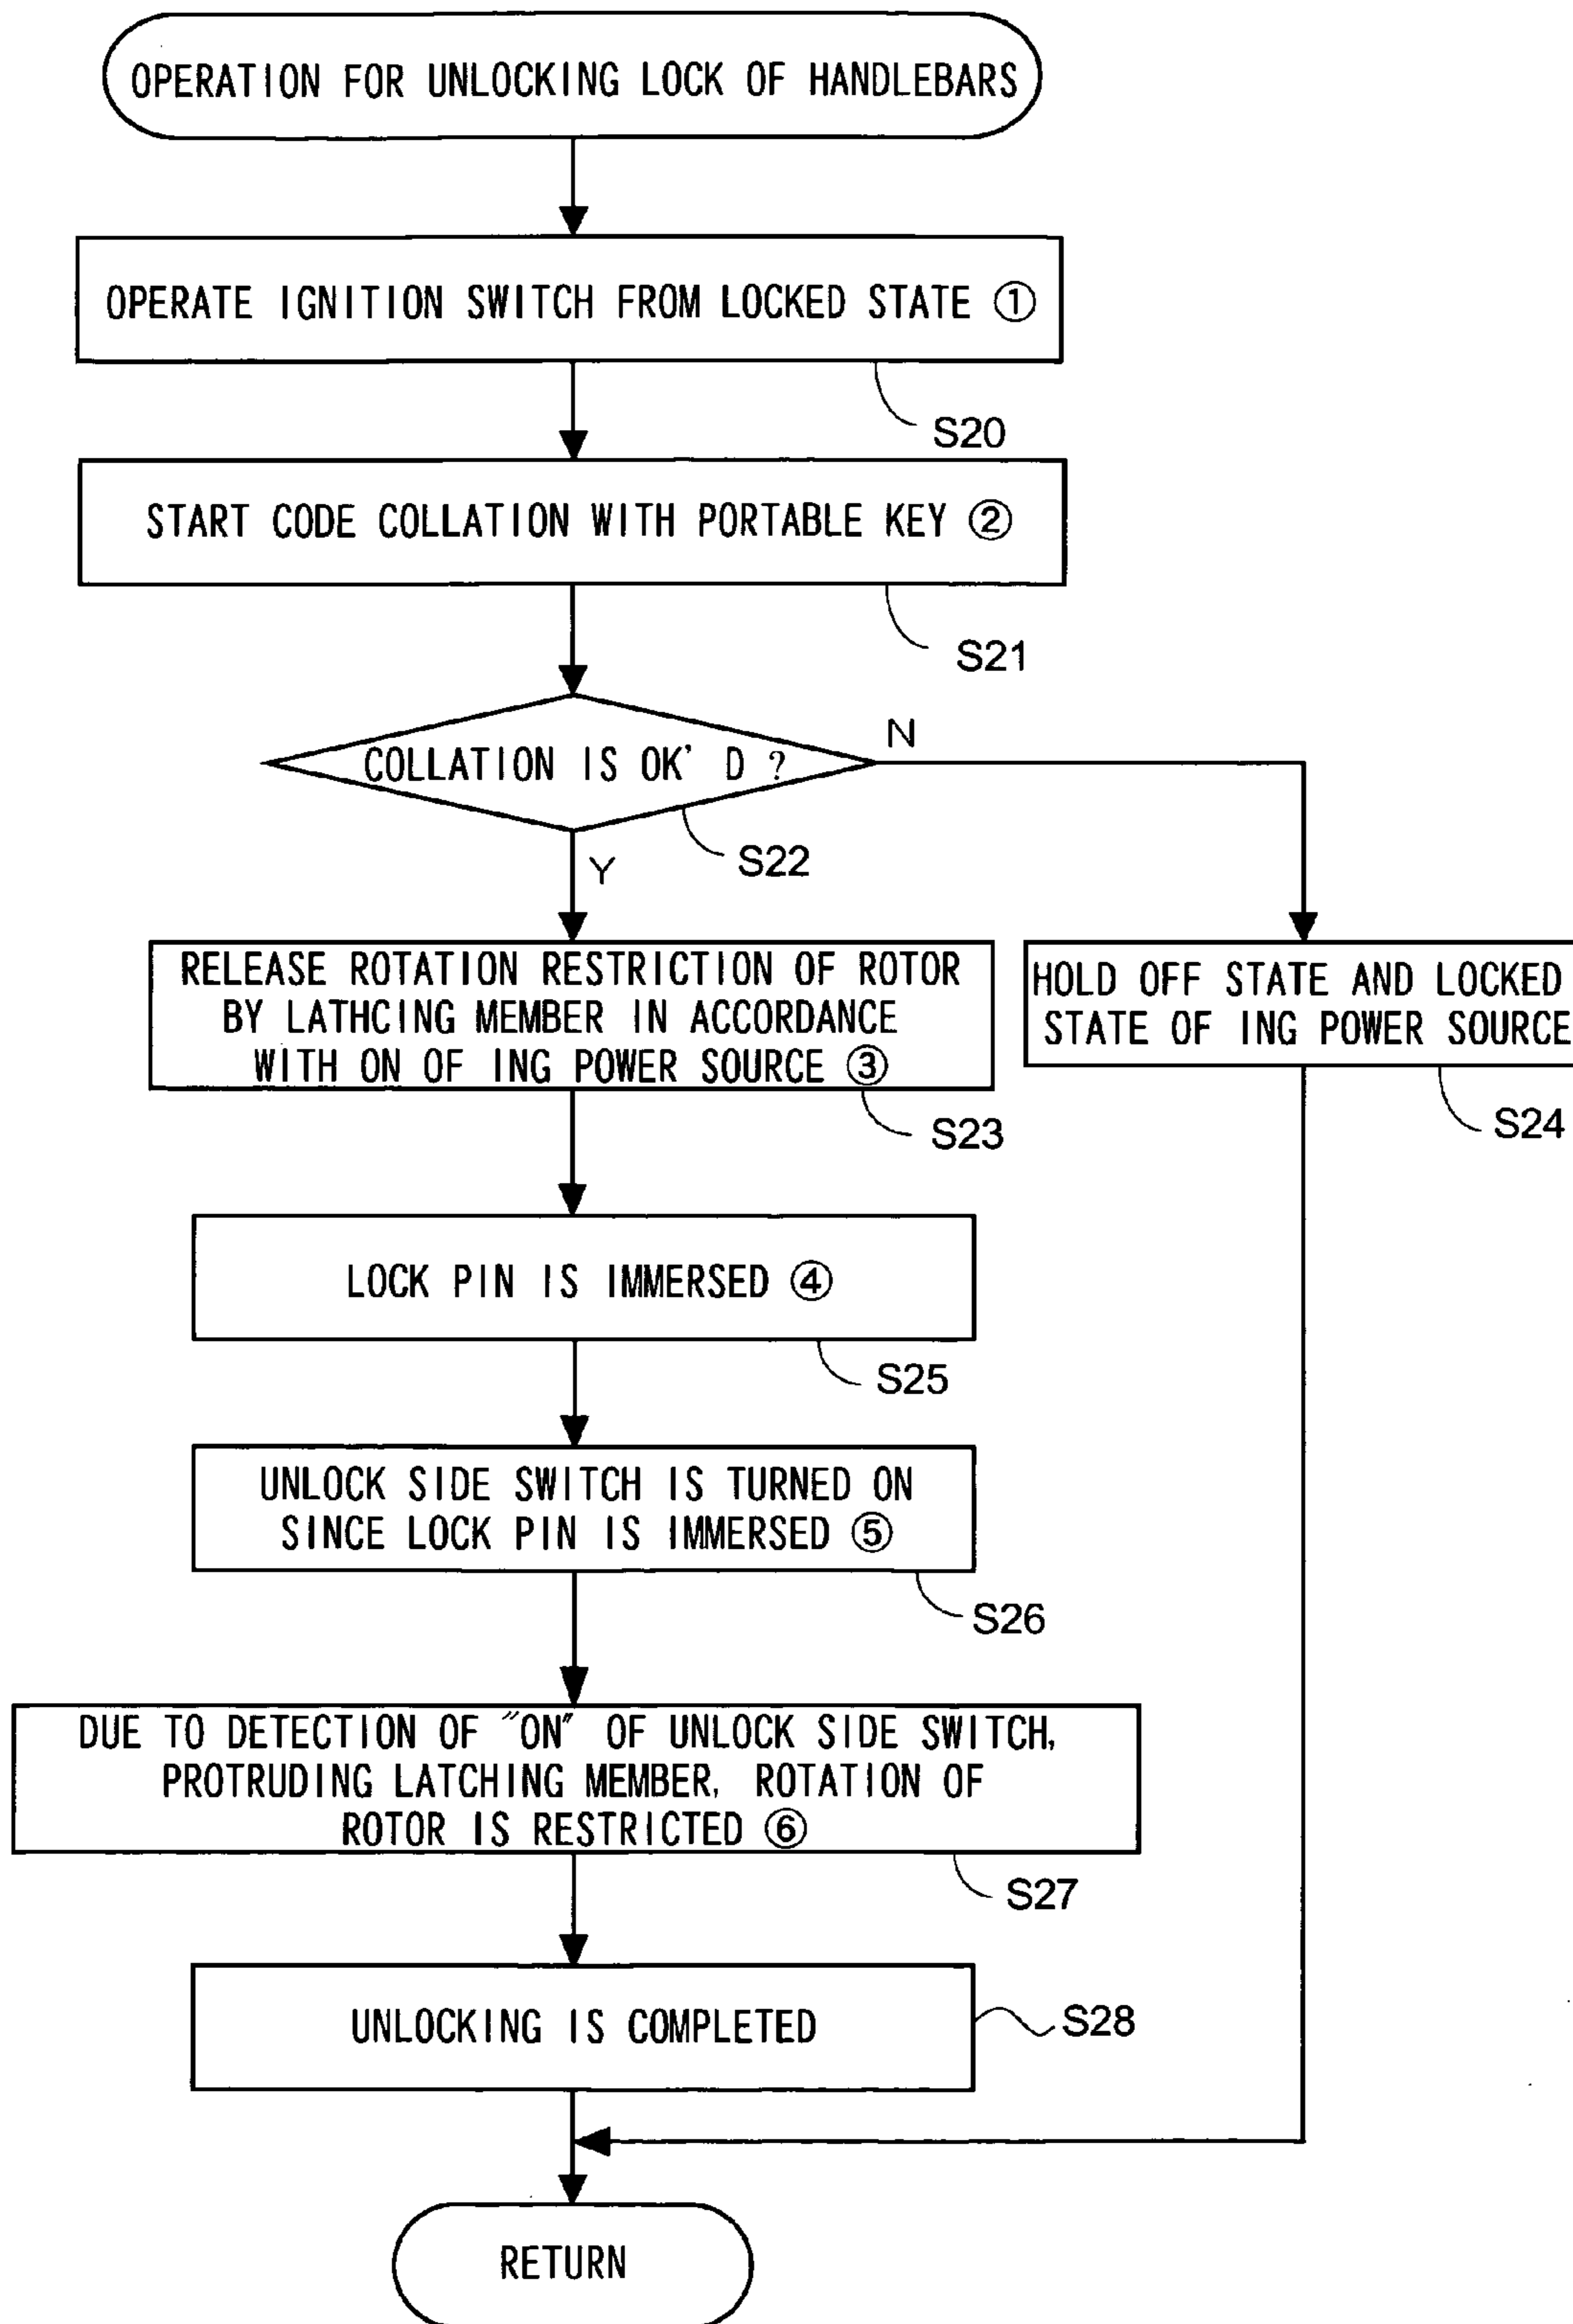 OPERATION FOR UNLOCKING LOCK OF HANDLEBARS
OPERATE IGNITION SWITCH FROM LOCKED STATE ①
S20
START CODE COLLATION WITH PORTABLE KEY ②
S21
COLLATION IS OK' D ?
N
S22
Y
RELEASE ROTATION RESTRICTION OF ROTOR
BY LATHCING MEMBER IN ACCORDANCE
WITH ON OF ING POWER SOURCE ③
S23
HOLD OFF STATE AND LOCKED
STATE OF ING POWER SOURCE
S24
LOCK PIN IS IMMERSED ④
S25
UNLOCK SIDE SWITCH IS TURNED ON
SINCE LOCK PIN IS IMMERSED ⑤
S26
DUE TO DETECTION OF "ON" OF UNLOCK SIDE SWITCH,
PROTRUDING LATCHING MEMBER, ROTATION OF
ROTOR IS RESTRICTED ⑥
S27
UNLOCKING IS COMPLETED
S28
RETURN